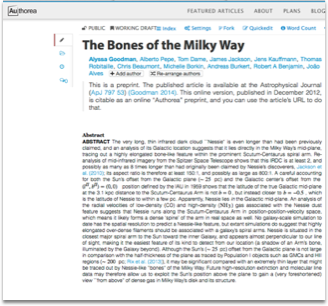 Authorea
FEATURED ARTICLES ABOUT PLANS BLOG
PUBLIC WORKING DRAFT Index Settings Fork Quickedit Word Count
The Bones of the Milky Way
Alyssa Goodman, Alberto Pepe, Tom Dame, James Jackson, Jens Kauffmann, Thomas
Robitaille, Chris Beaumont, Michelle Borkin, Andreas Burkert, Robert A Benjamin, João
Alves + Add author Re-arrange authors
This is a preprint. The published article is available at the Astrophysical Journal
(ApJ 797 53) (Goodman 2014). This online version, published in December 2012,
is citable as an online "Authorea" preprint, and you can use the article's URL to do
that.
Abstract
ABSTRACT The very long, thin infrared dark cloud "Nessie" is even longer than had been previously
claimed, and an analysis of its Galactic location suggests that it lies directly in the Milky Way's mid-plane,
tracing out a highly elongated bone-like feature within the prominent Scutum-Centaurus spiral arm. Re-
analysis of mid-infrared imagery from the Spitzer Space Telescope shows that this IRDC is at least 2, and
possibly as many as 8 times longer than had originally been claimed by Nessie's discoverers, Jackson et
al. (2010); its aspect ratio is therefore at least 150:1, and possibly as large as 800:1. A careful accounting
for both the Sun's offset from the Galactic plane (∼ 25 pc) and the Galactic center's offset from the
position defined by the IAU in 1959 shows that the latitude of the true Galactic mid-plane
at the 3.1 kpc distance to the Scutum-Centaurus Arm is not b = 0, but instead closer to b = −0.5, which
is the latitude of Nessie to within a few pc. Apparently, Nessie lies in the Galactic mid-plane. An analysis of
the radial velocities of low-density (CO) and high-density (NH3) gas associated with the Nessie dust
feature suggests that Nessie runs along the Scutum-Centaurus Arm in position-position-velocity space,
which means it likely forms a dense 'spine' of the arm in real space as well. No galaxy-scale simulation to
date has the spatial resolution to predict a Nessie-like feature, but extant simulations do suggest that highly
elongated over-dense filaments should be associated with a galaxy's spiral arms. Nessie is situated in the
closest major spiral arm to the Sun toward the inner Galaxy, and appears almost perpendicular to our line
of sight, making it the easiest feature of its kind to detect from our location (a shadow of an Arm's bone,
illuminated by the Galaxy beyond). Although the Sun's (∼ 25 pc) offset from the Galactic plane is not large
in comparison with the half-thickness of the plane as traced by Population I objects such as GMCs and HII
regions (∼ 200 pc; it may be significant compared with an extremely thin layer that might
be traced out by Nessie-like "bones" of the Milky Way. Future high-resolution extinction and molecular line
data may therefore allow us to exploit the Sun's position above the plane to gain a (very foreshortened)
view "from above" of dense gas in Milky Way's disk and its structure.